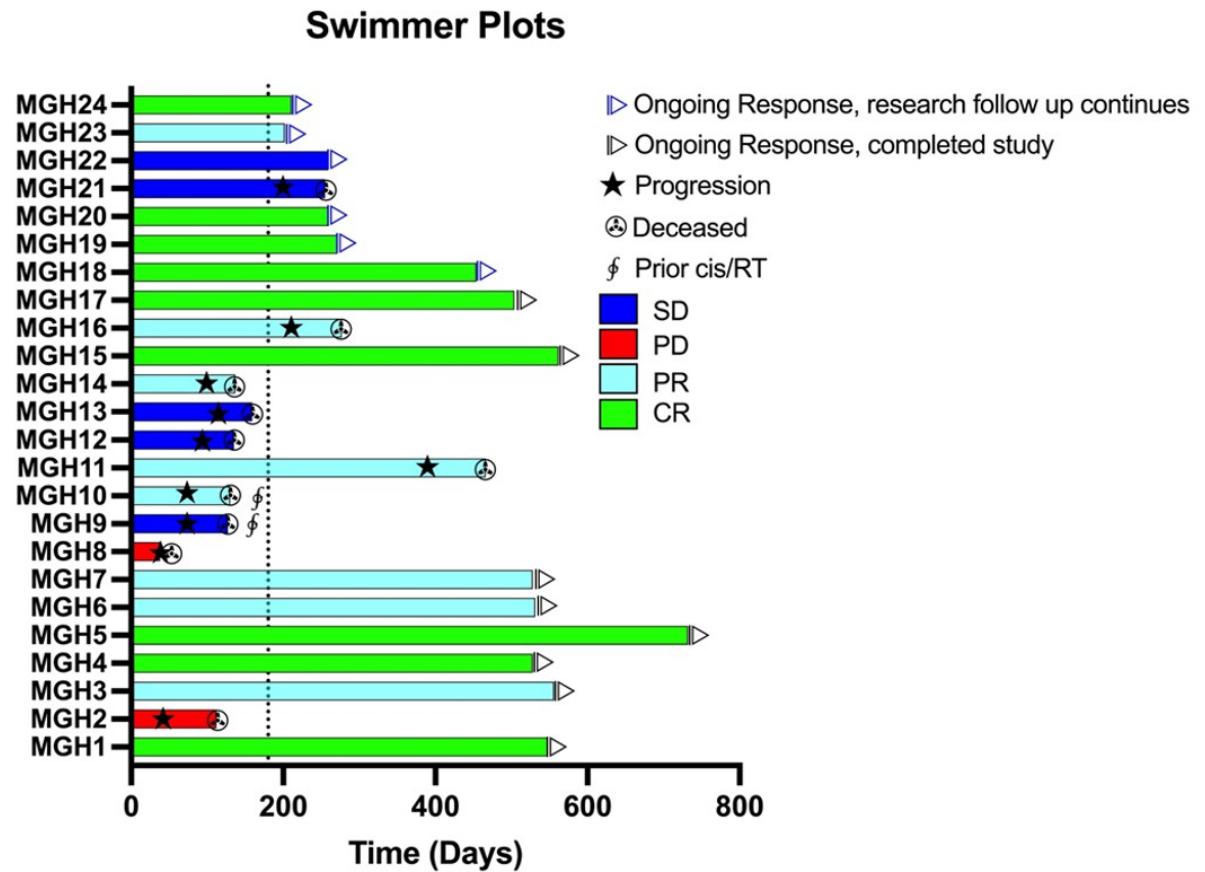 Swimmer Plots
MGH24
MGH23
MGH22
MGH21
MGH20
MGH19
MGH18
MGH17
MGH16
MGH15
MGH14
MGH13
MGH12
MGH11
MGH10 ∮
MGH9 ∮
MGH8
MGH7
MGH6
MGH5
MGH4
MGH3
MGH2
MGH1
0 200 400 600 800
Time (Days)
Ongoing Response, research follow up continues
Ongoing Response, completed study
Progression
Deceased
∮ Prior cis/RT
SD
PD
PR
CR